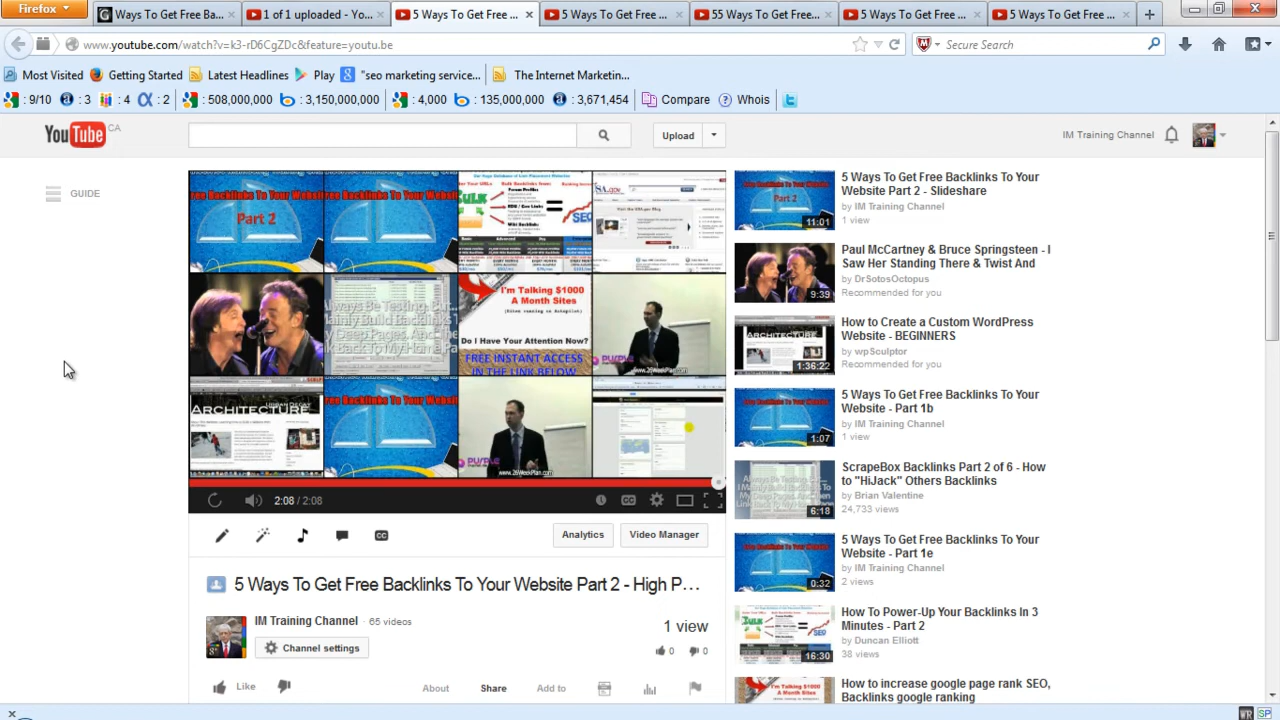 Firefox
Ways To Get Free Ba...
1 of 1 uploaded - Yo...
5 Ways To Get Free ...
5 Ways To Get Free ...
55 Ways To Get Free...
5 Ways To Get Free ...
5 Ways To Get Free ...
www.youtube.com/watch?v=k3-rD6CgZDc&feature=youtu.be
Secure Search
Most Visited
Getting Started
Latest Headlines
Play
"seo marketing service...
The Internet Marketin...
: 9/10
: 3
: 4
: 2
: 508,000,000
: 3,150,000,000
: 4,000
: 135,000,000
: 3,671,454
Compare
Whois
YouTube CA
Upload
IM Training Channel
GUIDE
Part 2
I'm Talking $1000
A Month Sites
Do I Have Your Attention Now?
FREE INSTANT ACCESS
IN THE LINK BELOW
PURPLE
www.26WeekPlan.com
ARCHITECTURE
PURPLE
www.26WeekPlan.com
2:08 / 2:08
Analytics
Video Manager
5 Ways To Get Free Backlinks To Your Website Part 2 - High P...
IM Training Channel
videos
Channel settings
1 view
0
0
Like
About
Share
Add to
5 Ways To Get Free Backlinks To Your
Website Part 2 - Slideshare
by IM Training Channel
1 view
11:01
Paul McCartney & Bruce Springsteen - I
Saw Her Standing There & Twist an...
by DrSotosOctopus
Recommended for you
9:39
How to Create a Custom WordPress
Website - BEGINNERS
by wpSculptor
Recommended for you
1:36:22
5 Ways To Get Free Backlinks To Your
Website - Part 1b
by IM Training Channel
1 view
1:07
ScrapeBox Backlinks Part 2 of 6 - How
to "HiJack" Others Backlinks
by Brian Valentine
24,733 views
6:18
5 Ways To Get Free Backlinks To Your
Website - Part 1e
by IM Training Channel
2 views
0:32
How To Power-Up Your Backlinks In 3
Minutes - Part 2
by Duncan Elliott
38 views
16:30
How to increase google page rank SEO,
Backlinks google ranking